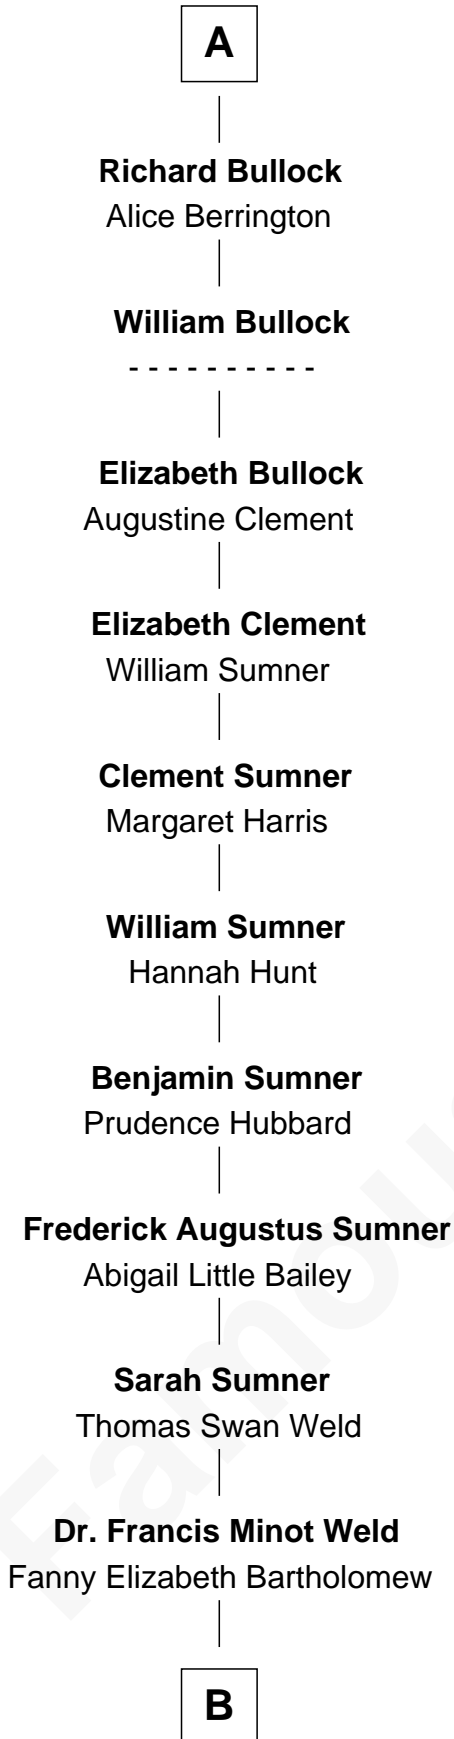 A
Richard Bullock
Alice Berrington
William Bullock
- - - - - - - - - -
Elizabeth Bullock
Augustine Clement
Elizabeth Clement
William Sumner
Clement Sumner
Margaret Harris
William Sumner
Hannah Hunt
Benjamin Sumner
Prudence Hubbard
Frederick Augustus Sumner
Abigail Little Bailey
Sarah Sumner
Thomas Swan Weld
Dr. Francis Minot Weld
Fanny Elizabeth Bartholomew
B